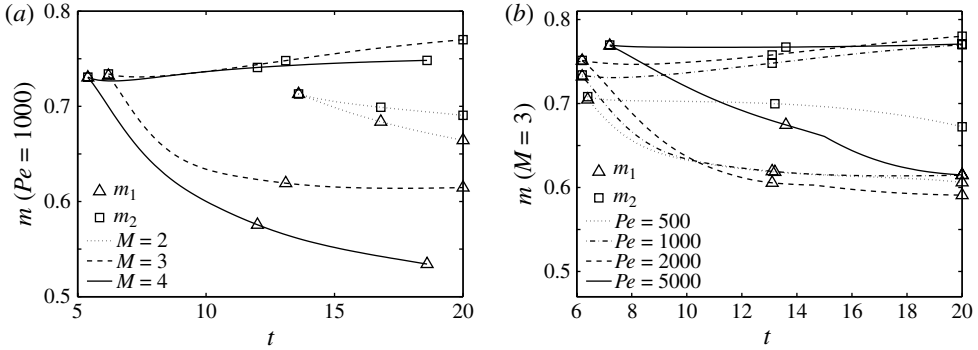 (a)
0.8
0.7
0.6
0.5
m (Pe = 1000)
m1
m2
M = 2
M = 3
M = 4
5
10
15
20
t
(b)
0.8
0.7
0.6
0.5
m (M = 3)
m1
m2
Pe = 500
Pe = 1000
Pe = 2000
Pe = 5000
6
8
10
12
14
16
18
20
t